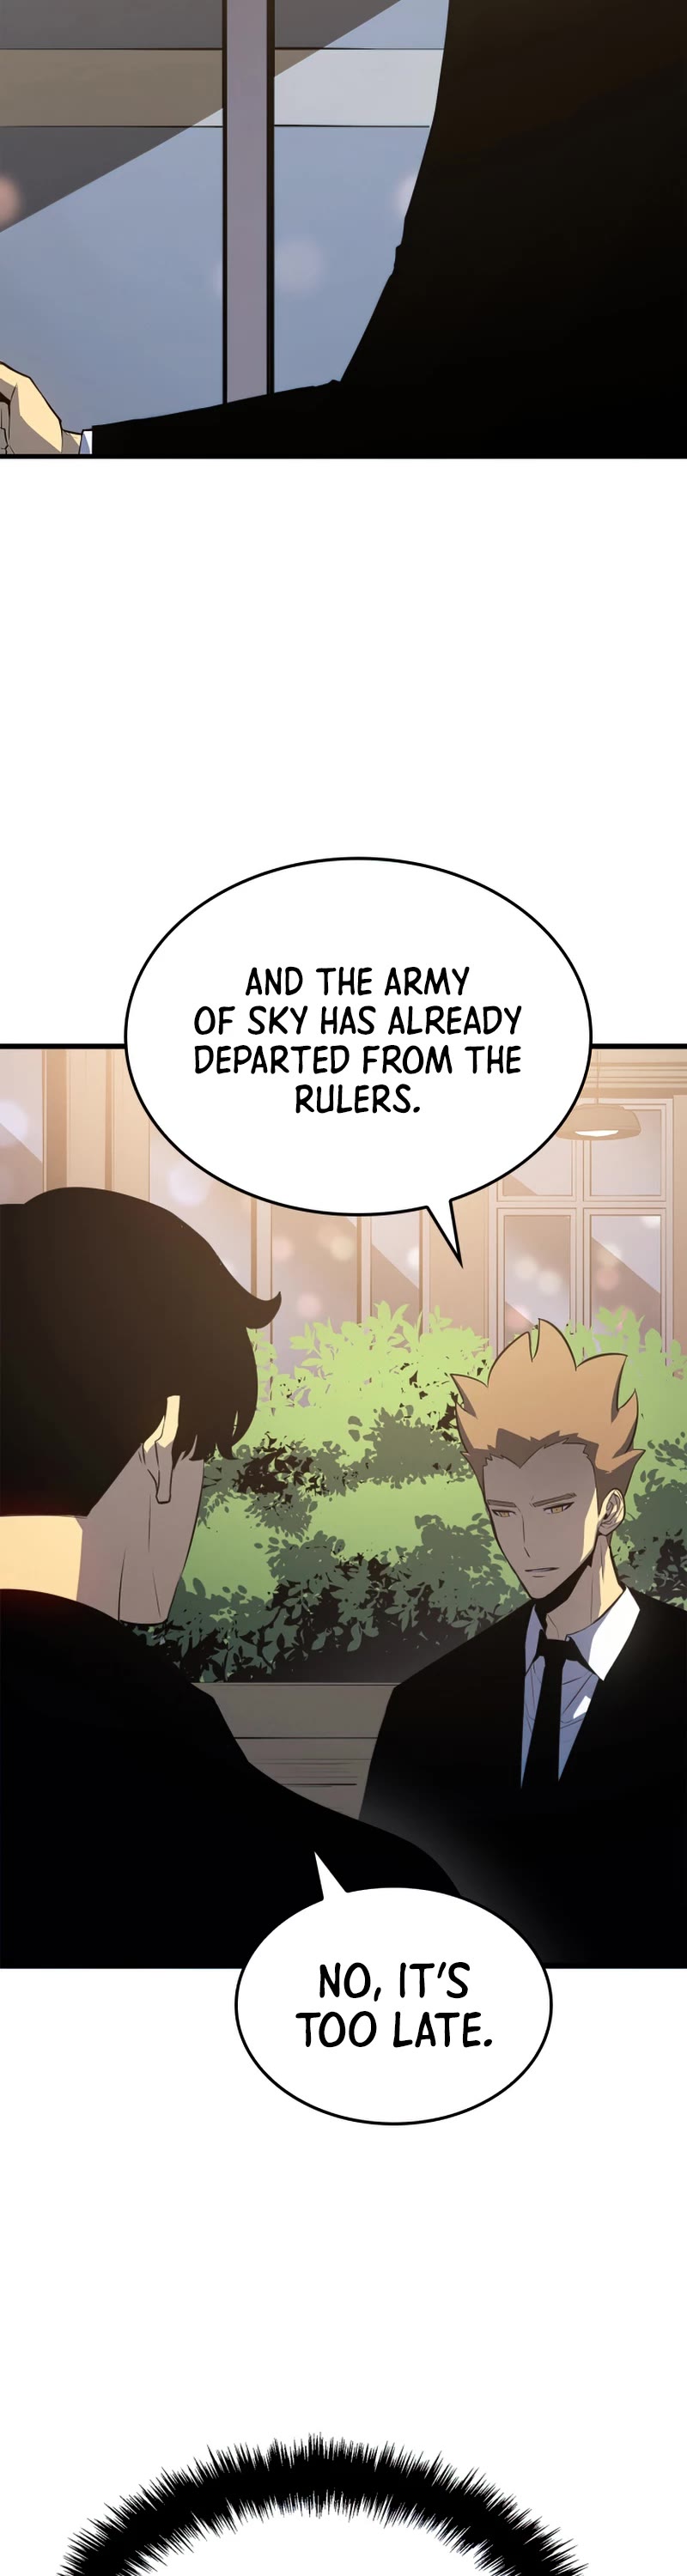 AND THE ARMY
OF SKY HAS ALREADY
DEPARTED FROM THE
RULERS.
NO, IT'S
TOO LATE.